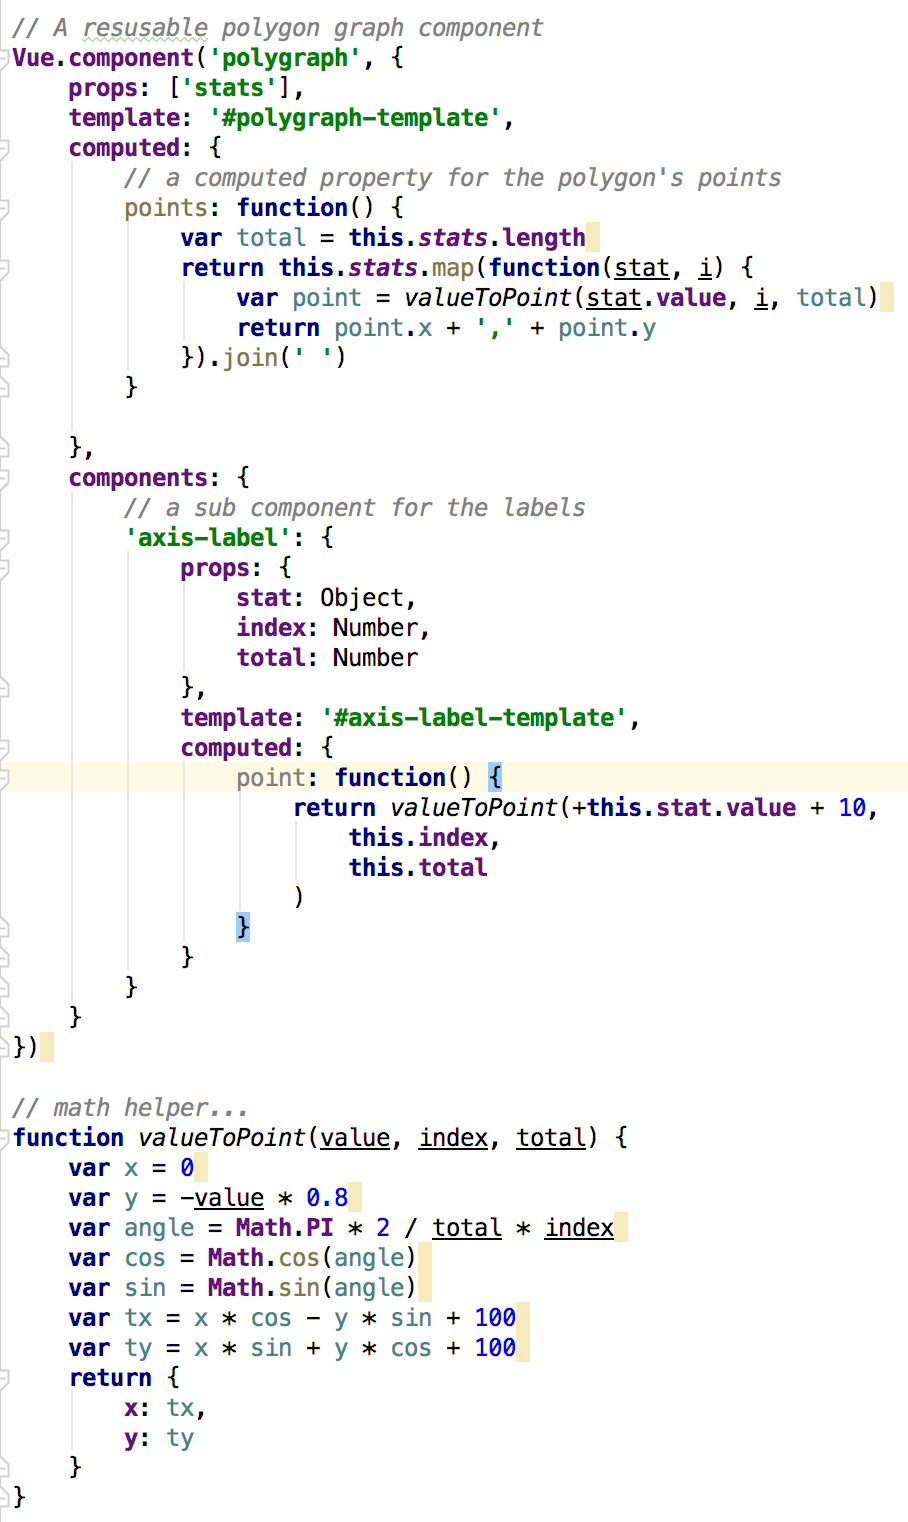 // A resusable polygon graph component
Vue.component('polygraph', {
    props: ['stats'],
    template: '#polygraph-template',
    computed: {
        // a computed property for the polygon's points
        points: function() {
            var total = this.stats.length
            return this.stats.map(function(stat, i) {
                var point = valueToPoint(stat.value, i, total)
                return point.x + ',' + point.y
            }).join(' ')
        }

    },
    components: {
        // a sub component for the labels
        'axis-label': {
            props: {
                stat: Object,
                index: Number,
                total: Number
            },
            template: '#axis-label-template',
            computed: {
                point: function() {
                    return valueToPoint(+this.stat.value + 10,
                        this.index,
                        this.total
                    )
                }
            }
        }
    }
})

// math helper...
function valueToPoint(value, index, total) {
    var x = 0
    var y = -value * 0.8
    var angle = Math.PI * 2 / total * index
    var cos = Math.cos(angle)
    var sin = Math.sin(angle)
    var tx = x * cos - y * sin + 100
    var ty = x * sin + y * cos + 100
    return {
        x: tx,
        y: ty
    }
}